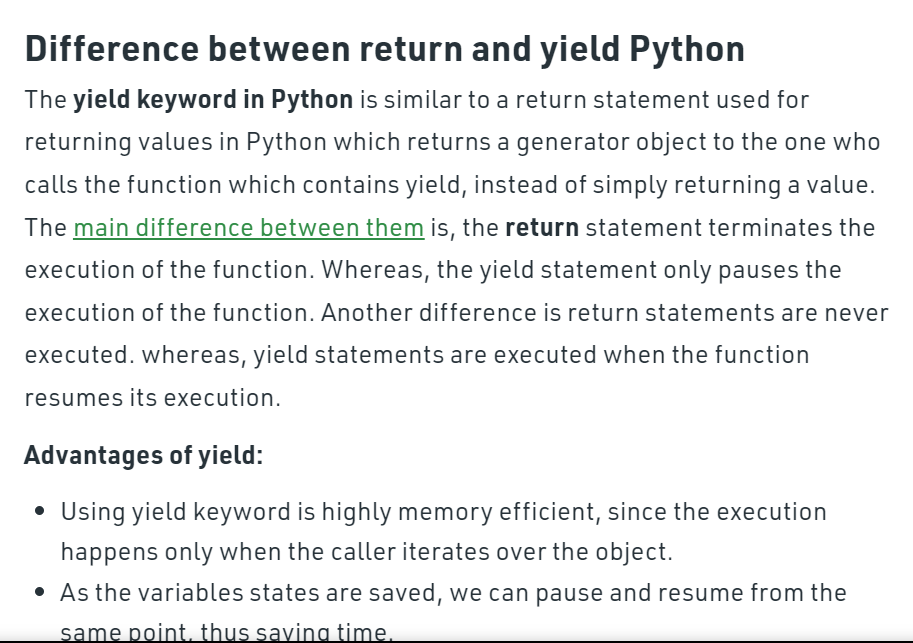 Difference between return and yield Python
The yield keyword in Python is similar to a return statement used for
returning values in Python which returns a generator object to the one who
calls the function which contains yield, instead of simply returning a value.
The main difference between them is, the return statement terminates the
execution of the function. Whereas, the yield statement only pauses the
execution of the function. Another difference is return statements are never
executed. whereas, yield statements are executed when the function
resumes its execution.
Advantages of yield:
• Using yield keyword is highly memory efficient, since the execution
happens only when the caller iterates over the object.
• As the variables states are saved, we can pause and resume from the
same point, thus saving time.